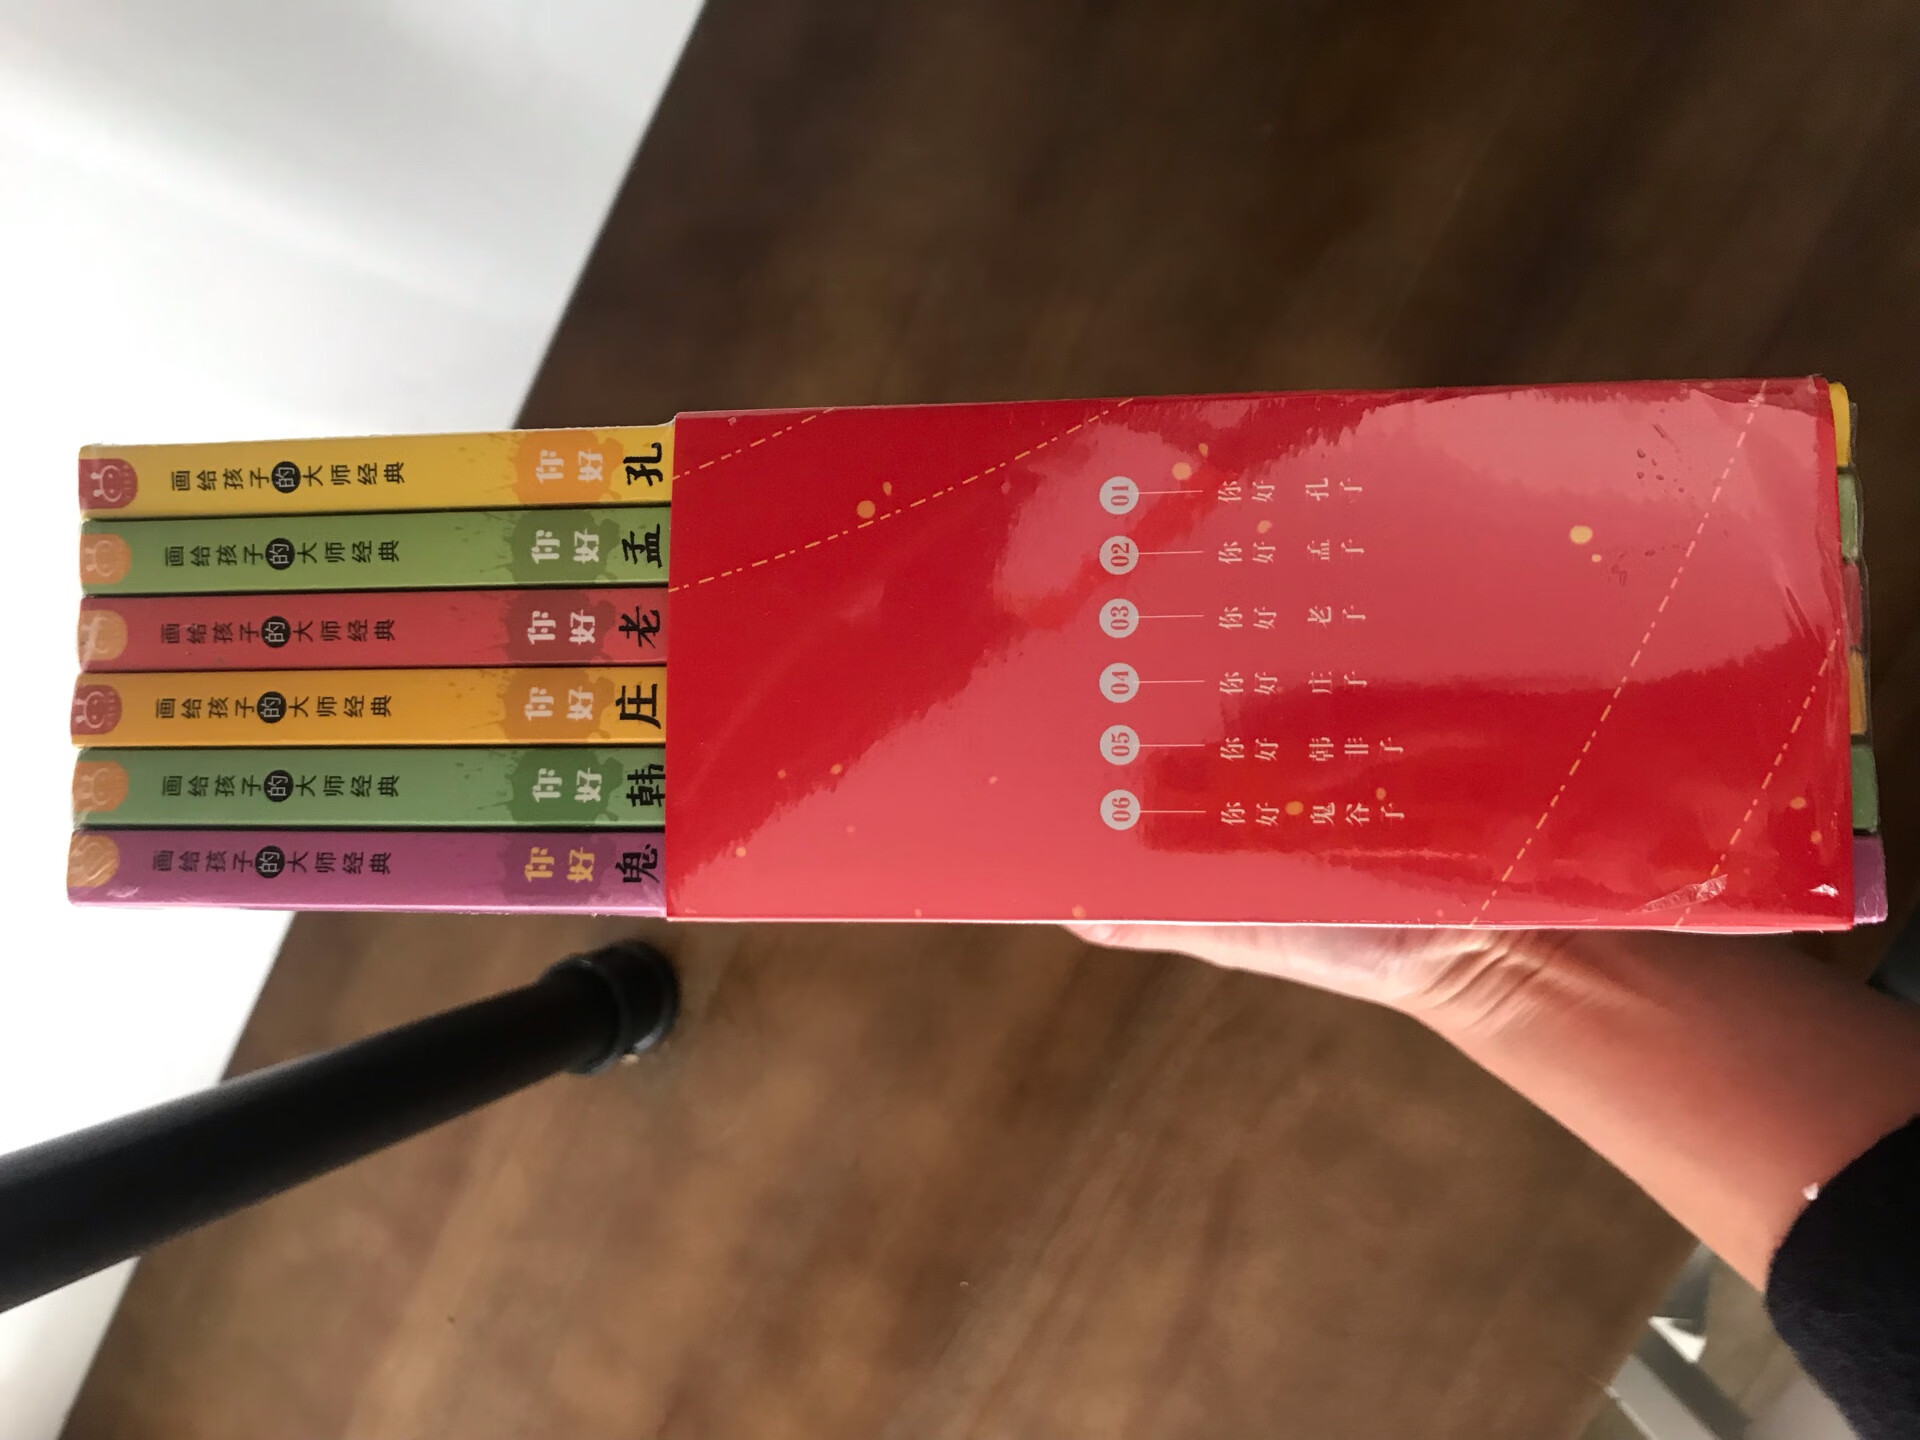 画给孩子的大师经典 你好 孔
画给孩子的大师经典 你好 孟
画给孩子的大师经典 你好 老
画给孩子的大师经典 你好 庄
画给孩子的大师经典 你好 韩
画给孩子的大师经典 你好 鬼
01 你好 孔子
02 你好 孟子
03 你好 老子
04 你好 庄子
05 你好 韩非子
06 你好 鬼谷子